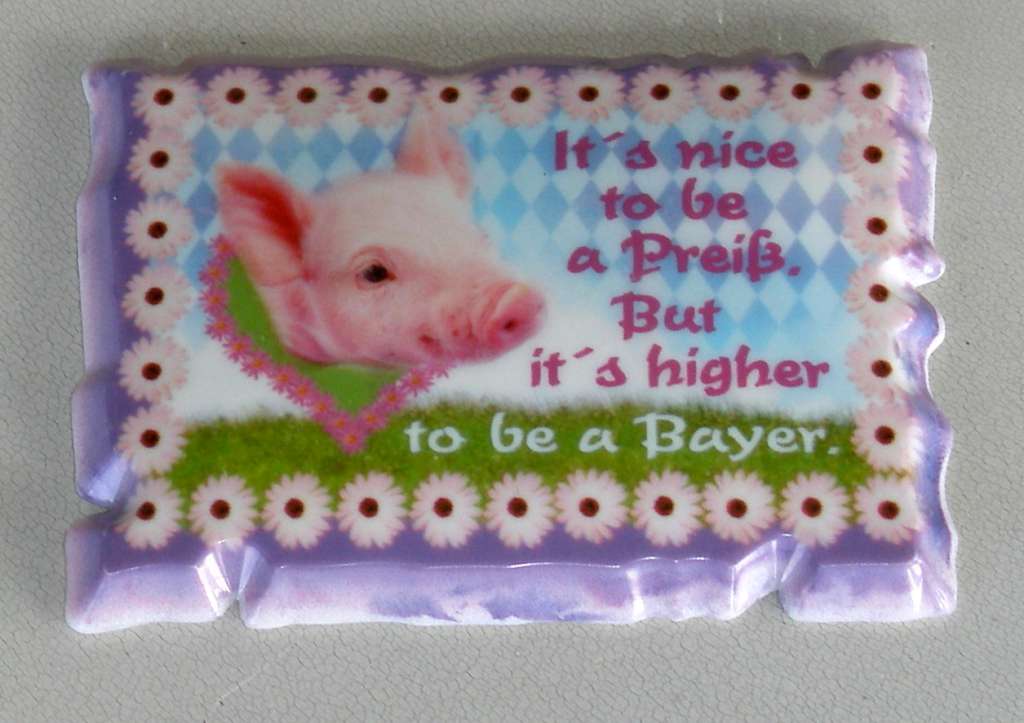 It´s nice
to be
a Preiß.
But
it´s higher
to be a Bayer.